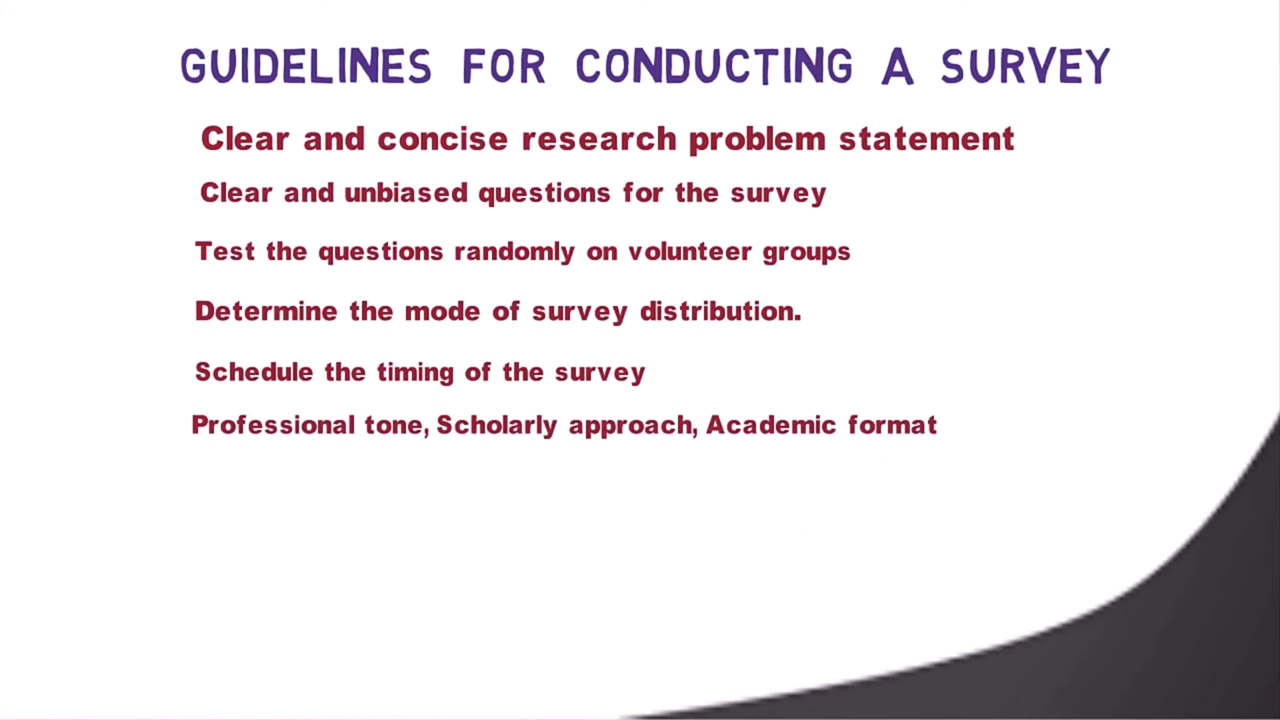 GUIDELINES FOR CONDUCTING A SURVEY
Clear and concise research problem statement
Clear and unbiased questions for the survey
Test the questions randomly on volunteer groups
Determine the mode of survey distribution.
Schedule the timing of the survey
Professional tone, Scholarly approach, Academic format